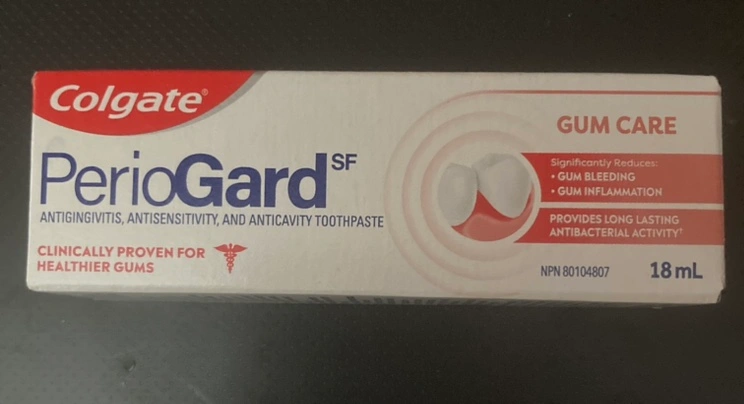 Colgate®
PerioGard SF
ANTIGINGIVITIS, ANTISENSITIVITY, AND ANTICAVITY TOOTHPASTE
CLINICALLY PROVEN FOR
HEALTHIER GUMS
GUM CARE
Significantly Reduces:
• GUM BLEEDING
• GUM INFLAMMATION
PROVIDES LONG LASTING
ANTIBACTERIAL ACTIVITY†
NPN 80104807
18 mL